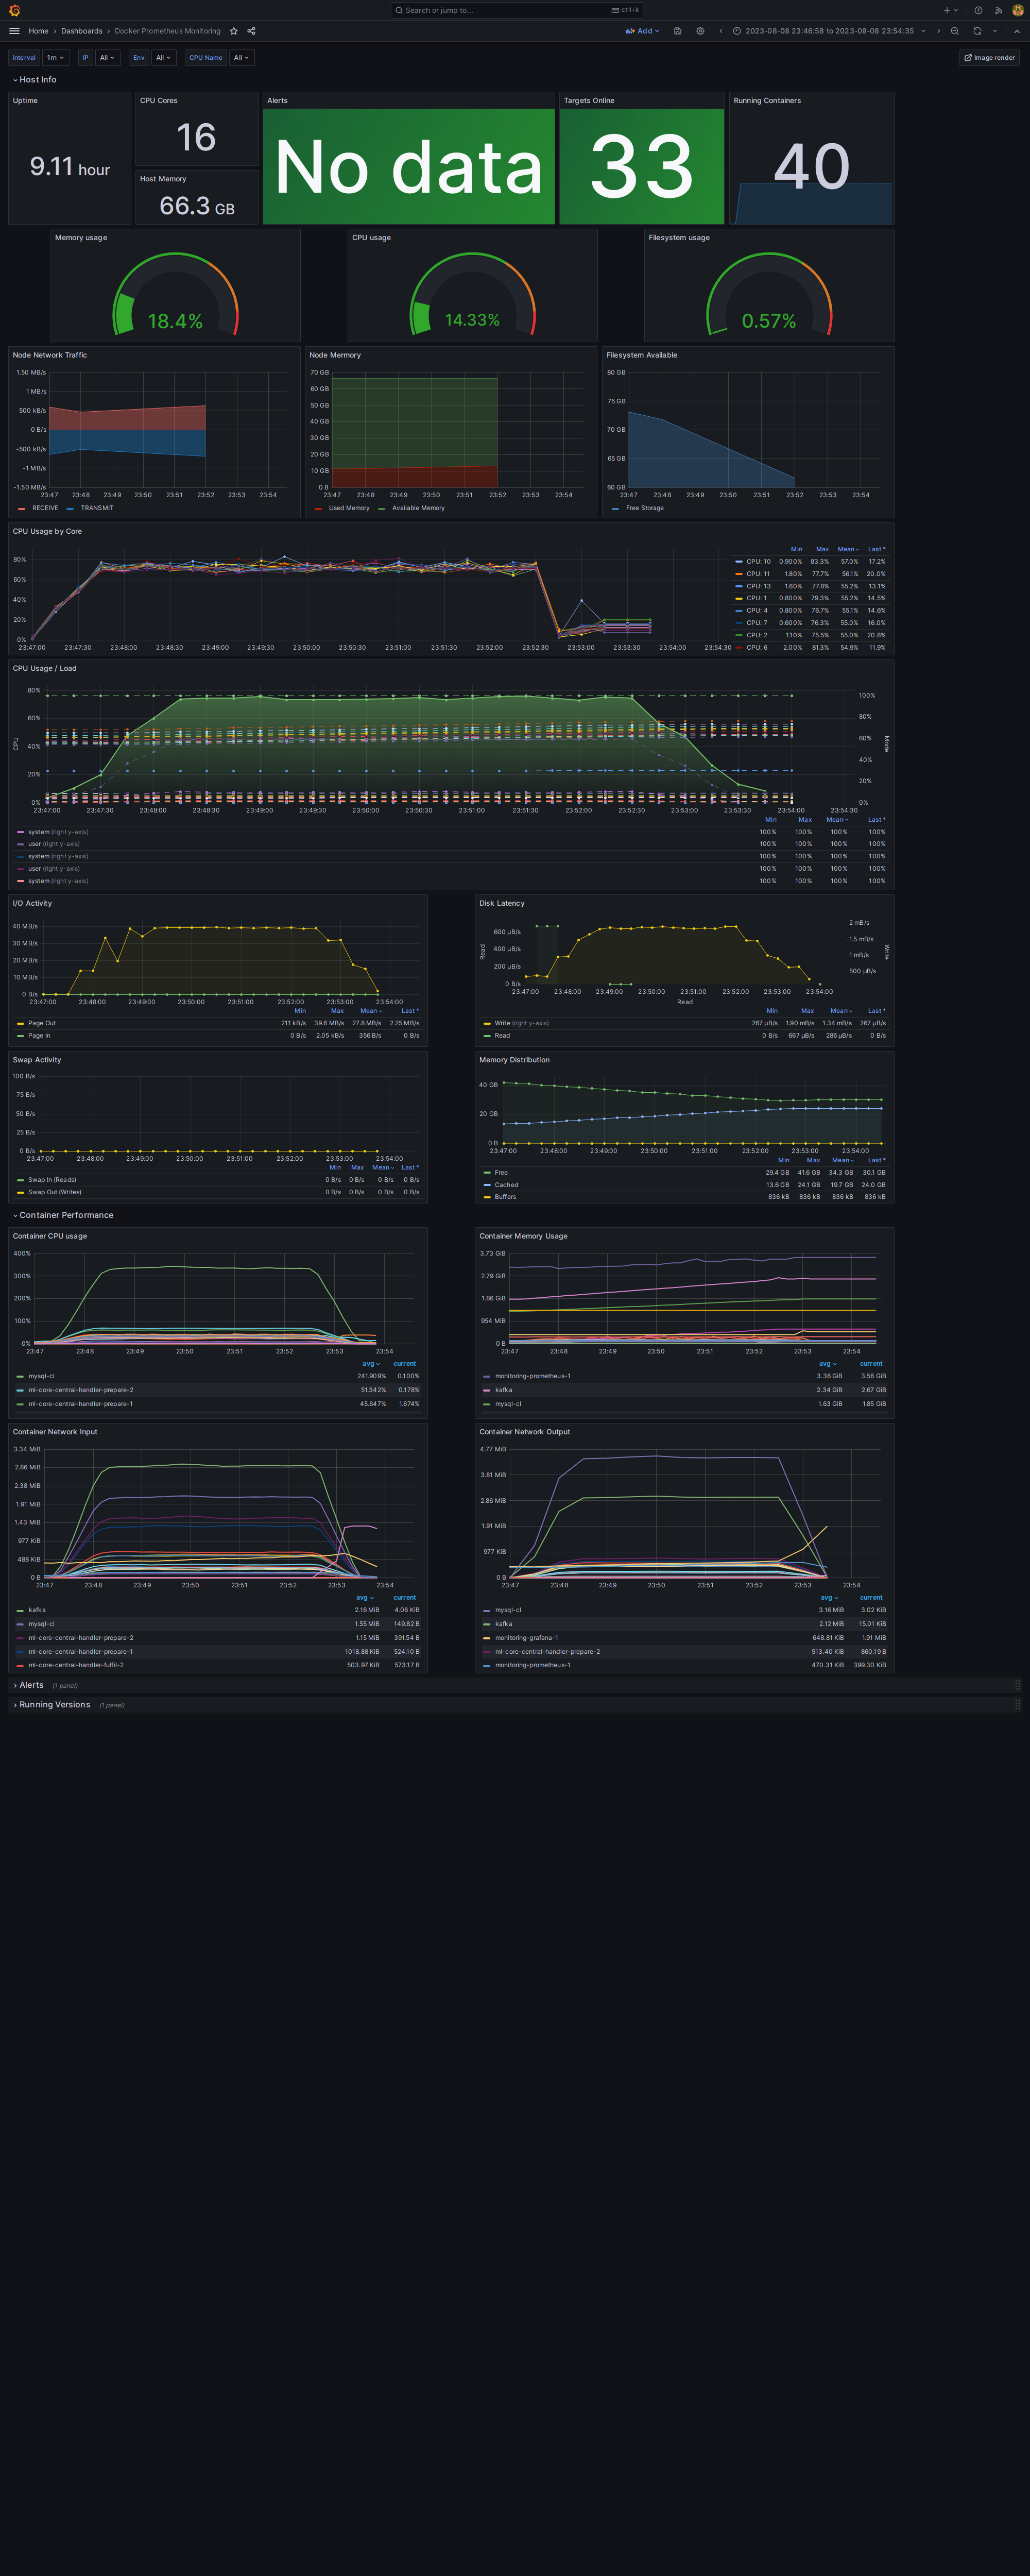 Search or jump to...
ctrl+k
Home › Dashboards › Docker Prometheus Monitoring
Add
2023-08-08 23:46:58 to 2023-08-08 23:54:35
interval 1m IP All Env All CPU Name All
Image render
Host Info
Uptime
9.11 hour
CPU Cores
16
Host Memory
66.3 GB
Alerts
No data
Targets Online
33
Running Containers
40
Memory usage
18.4%
CPU usage
14.33%
Filesystem usage
0.57%
Node Network Traffic
1.50 MB/s
1 MB/s
500 kB/s
0 B/s
-500 kB/s
-1 MB/s
-1.50 MB/s
23:47 23:48 23:49 23:50 23:51 23:52 23:53 23:54
RECEIVE TRANSMIT
Node Mermory
70 GB
60 GB
50 GB
40 GB
30 GB
20 GB
10 GB
0 B
23:47 23:48 23:49 23:50 23:51 23:52 23:53 23:54
Used Memory Available Memory
Filesystem Available
80 GB
75 GB
70 GB
65 GB
60 GB
23:47 23:48 23:49 23:50 23:51 23:52 23:53 23:54
Free Storage
CPU Usage by Core
80%
60%
40%
20%
0%
23:47:00 23:47:30 23:48:00 23:48:30 23:49:00 23:49:30 23:50:00 23:50:30 23:51:00 23:51:30 23:52:00 23:52:30 23:53:00 23:53:30 23:54:00 23:54:30
Min Max Mean Last *
CPU: 10 0.900% 83.3% 57.0% 17.2%
CPU: 11 1.80% 77.7% 56.1% 20.0%
CPU: 13 1.60% 77.8% 55.2% 13.1%
CPU: 1 0.800% 79.3% 55.2% 14.5%
CPU: 4 0.800% 76.7% 55.1% 14.6%
CPU: 7 0.600% 76.3% 55.0% 16.0%
CPU: 2 1.10% 75.5% 55.0% 20.8%
CPU: 6 2.00% 81.3% 54.9% 11.9%
CPU Usage / Load
CPU
80%
60%
40%
20%
0%
100%
80%
60%
40%
20%
0%
Mode
23:47:00 23:47:30 23:48:00 23:48:30 23:49:00 23:49:30 23:50:00 23:50:30 23:51:00 23:51:30 23:52:00 23:52:30 23:53:00 23:53:30 23:54:00 23:54:30
Min Max Mean Last *
system (right y-axis) 100% 100% 100% 100%
user (right y-axis) 100% 100% 100% 100%
system (right y-axis) 100% 100% 100% 100%
user (right y-axis) 100% 100% 100% 100%
system (right y-axis) 100% 100% 100% 100%
I/O Activity
40 MB/s
30 MB/s
20 MB/s
10 MB/s
0 B/s
23:47:00 23:48:00 23:49:00 23:50:00 23:51:00 23:52:00 23:53:00 23:54:00
Min Max Mean Last *
Page Out 211 kB/s 39.6 MB/s 27.8 MB/s 2.25 MB/s
Page In 0 B/s 2.05 kB/s 356 B/s 0 B/s
Disk Latency
Read
600 µB/s
400 µB/s
200 µB/s
0 B/s
2 mB/s
1.5 mB/s
1 mB/s
500 µB/s
Write
23:47:00 23:48:00 23:49:00 23:50:00 23:51:00 23:52:00 23:53:00 23:54:00
Read
Min Max Mean Last *
Write (right y-axis) 267 µB/s 1.90 mB/s 1.34 mB/s 267 µB/s
Read 0 B/s 667 µB/s 286 µB/s 0 B/s
Swap Activity
100 B/s
75 B/s
50 B/s
25 B/s
0 B/s
23:47:00 23:48:00 23:49:00 23:50:00 23:51:00 23:52:00 23:53:00 23:54:00
Min Max Mean Last *
Swap In (Reads) 0 B/s 0 B/s 0 B/s 0 B/s
Swap Out (Writes) 0 B/s 0 B/s 0 B/s 0 B/s
Memory Distribution
40 GB
20 GB
0 B
23:47:00 23:48:00 23:49:00 23:50:00 23:51:00 23:52:00 23:53:00 23:54:00
Min Max Mean Last *
Free 29.4 GB 41.6 GB 34.3 GB 30.1 GB
Cached 13.6 GB 24.1 GB 19.7 GB 24.0 GB
Buffers 836 kB 836 kB 836 kB 836 kB
Container Performance
Container CPU usage
400%
300%
200%
100%
0%
23:47 23:48 23:49 23:50 23:51 23:52 23:53 23:54
avg current
mysql-cl 241.909% 0.100%
ml-core-central-handler-prepare-2 51.342% 0.178%
ml-core-central-handler-prepare-1 45.647% 1.674%
Container Memory Usage
3.73 GiB
2.79 GiB
1.86 GiB
954 MiB
0 B
23:47 23:48 23:49 23:50 23:51 23:52 23:53 23:54
avg current
monitoring-prometheus-1 3.36 GiB 3.56 GiB
kafka 2.34 GiB 2.67 GiB
mysql-cl 1.63 GiB 1.85 GiB
Container Network Input
3.34 MiB
2.86 MiB
2.38 MiB
1.91 MiB
1.43 MiB
977 KiB
488 KiB
0 B
23:47 23:48 23:49 23:50 23:51 23:52 23:53 23:54
avg current
kafka 2.16 MiB 4.06 KiB
mysql-cl 1.55 MiB 149.82 B
ml-core-central-handler-prepare-2 1.15 MiB 391.54 B
ml-core-central-handler-prepare-1 1018.88 KiB 524.10 B
ml-core-central-handler-fulfil-2 503.97 KiB 573.17 B
Container Network Output
4.77 MiB
3.81 MiB
2.86 MiB
1.91 MiB
977 KiB
0 B
23:47 23:48 23:49 23:50 23:51 23:52 23:53 23:54
avg current
mysql-cl 3.16 MiB 3.02 KiB
kafka 2.12 MiB 15.01 KiB
monitoring-grafana-1 648.81 KiB 1.91 MiB
ml-core-central-handler-prepare-2 513.40 KiB 860.19 B
monitoring-prometheus-1 470.31 KiB 399.30 KiB
Alerts (1 panel)
Running Versions (1 panel)